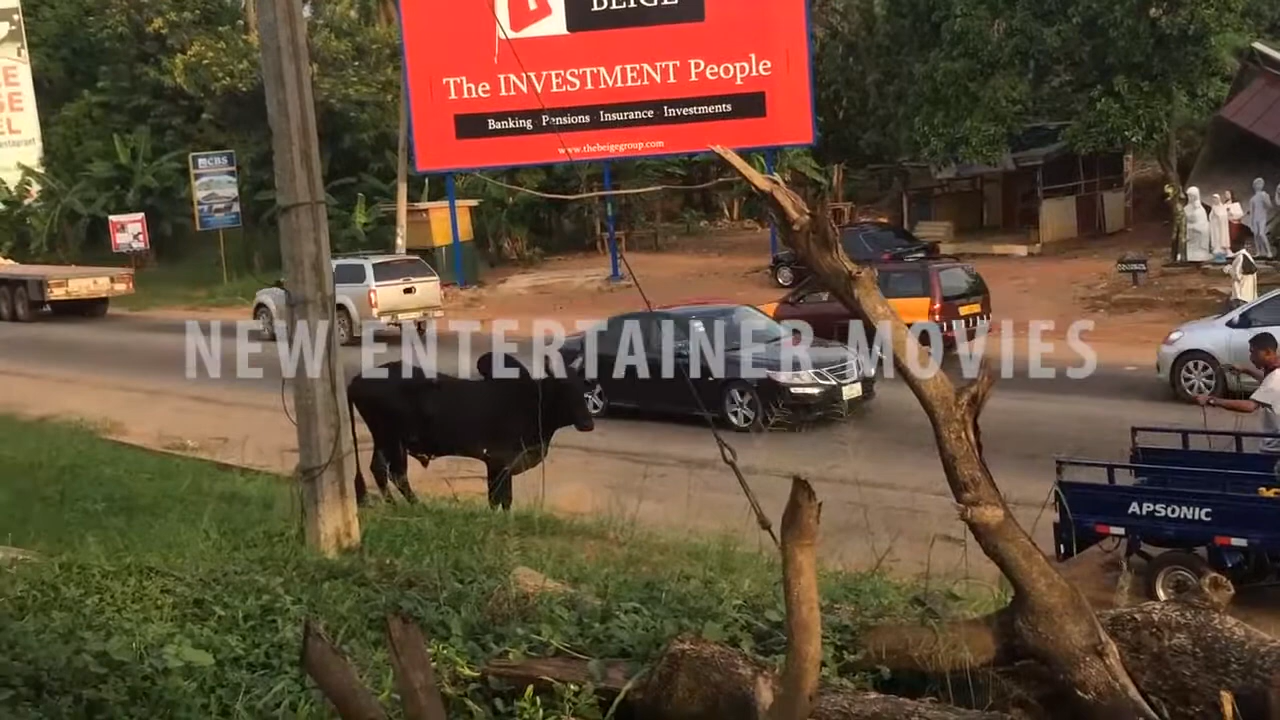 BEIGE
The INVESTMENT People
Banking · Pensions · Insurance · Investments
www.thebeigegroup.com
CBS
NEW ENTERTAINER MOVIES
APSONIC